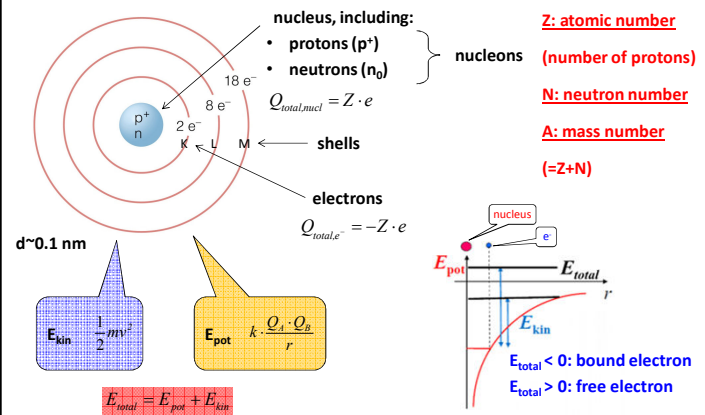 nucleus, including:
• protons (p⁺)
• neutrons (n₀)
nucleons
Q_total,nucl = Z · e
18 e⁻
8 e⁻
2 e⁻
p⁺
n
K L M
shells
electrons
Q_total,e⁻ = −Z · e
d~0.1 nm
Z: atomic number
(number of protons)
N: neutron number
A: mass number
(=Z+N)
E_kin 1/2 mv²
E_pot k · Q_A · Q_B / r
E_total = E_pot + E_kin
nucleus
e⁻
E_pot
E_total
r
E_kin
E_total < 0: bound electron
E_total > 0: free electron